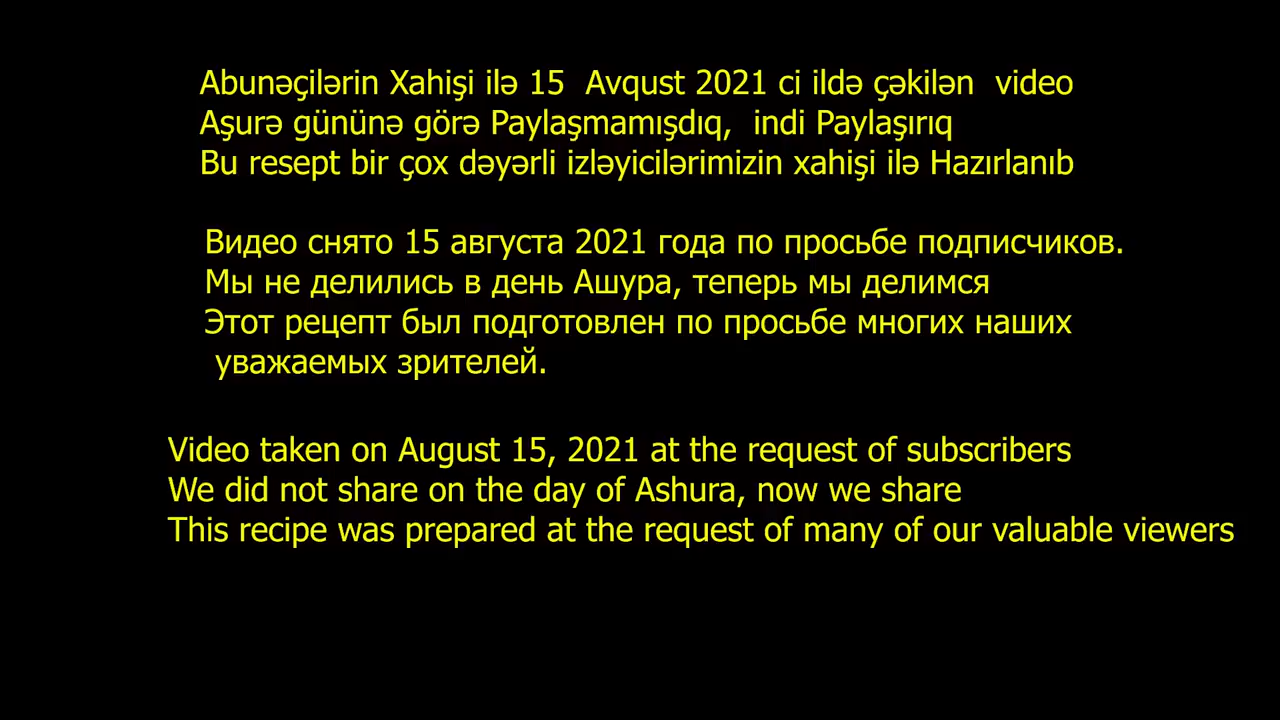 Abunəçilərin Xahişi ilə 15  Avqust 2021 ci ildə çəkilən  video
Aşurə gününə görə Paylaşmamışdıq,  indi Paylaşırıq
Bu resept bir çox dəyərli izləyicilərimizin xahişi ilə Hazırlanıb
Видео снято 15 августа 2021 года по просьбе подписчиков.
Мы не делились в день Ашура, теперь мы делимся
Этот рецепт был подготовлен по просьбе многих наших
уважаемых зрителей.
Video taken on August 15, 2021 at the request of subscribers
We did not share on the day of Ashura, now we share
This recipe was prepared at the request of many of our valuable viewers